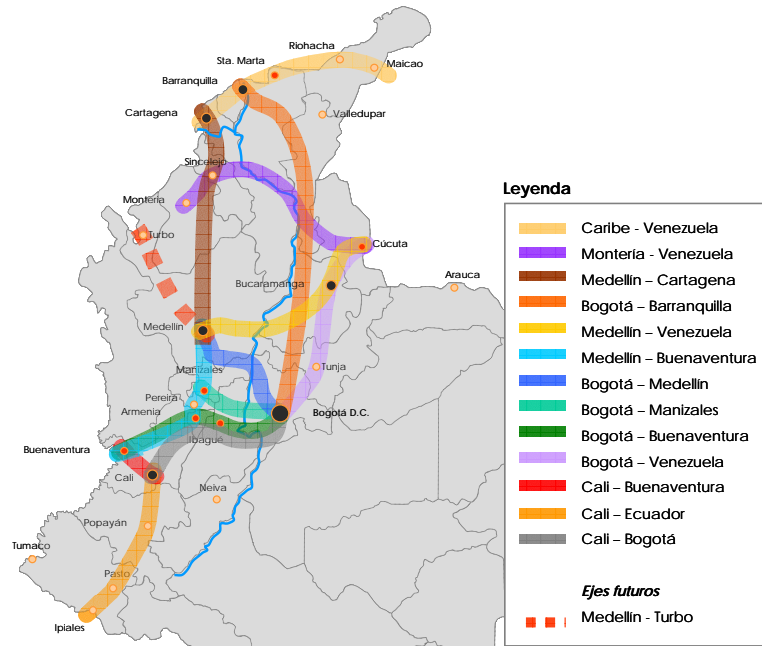 Riohacha
Sta. Marta
Maicao
Barranquilla
Cartagena
Valledupar
Sincelejo
Montería
Turbo
Cúcuta
Bucaramanga
Arauca
Medellín
Manizales
Tunja
Pereira
Armenia
Bogotá D.C.
Ibagué
Buenaventura
Cali
Neiva
Popayán
Tumaco
Pasto
Ipiales
Leyenda
Caribe - Venezuela
Montería - Venezuela
Medellín – Cartagena
Bogotá – Barranquilla
Medellín – Venezuela
Medellín – Buenaventura
Bogotá – Medellín
Bogotá – Manizales
Bogotá – Buenaventura
Bogotá – Venezuela
Cali – Buenaventura
Cali – Ecuador
Cali – Bogotá
Ejes futuros
Medellín - Turbo